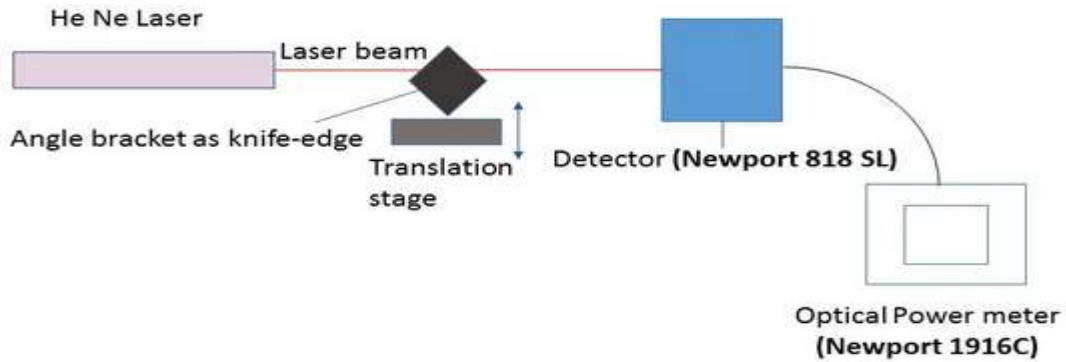 He Ne Laser
Laser beam
Angle bracket as knife-edge
Translation
stage
Detector (Newport 818 SL)
Optical Power meter
(Newport 1916C)